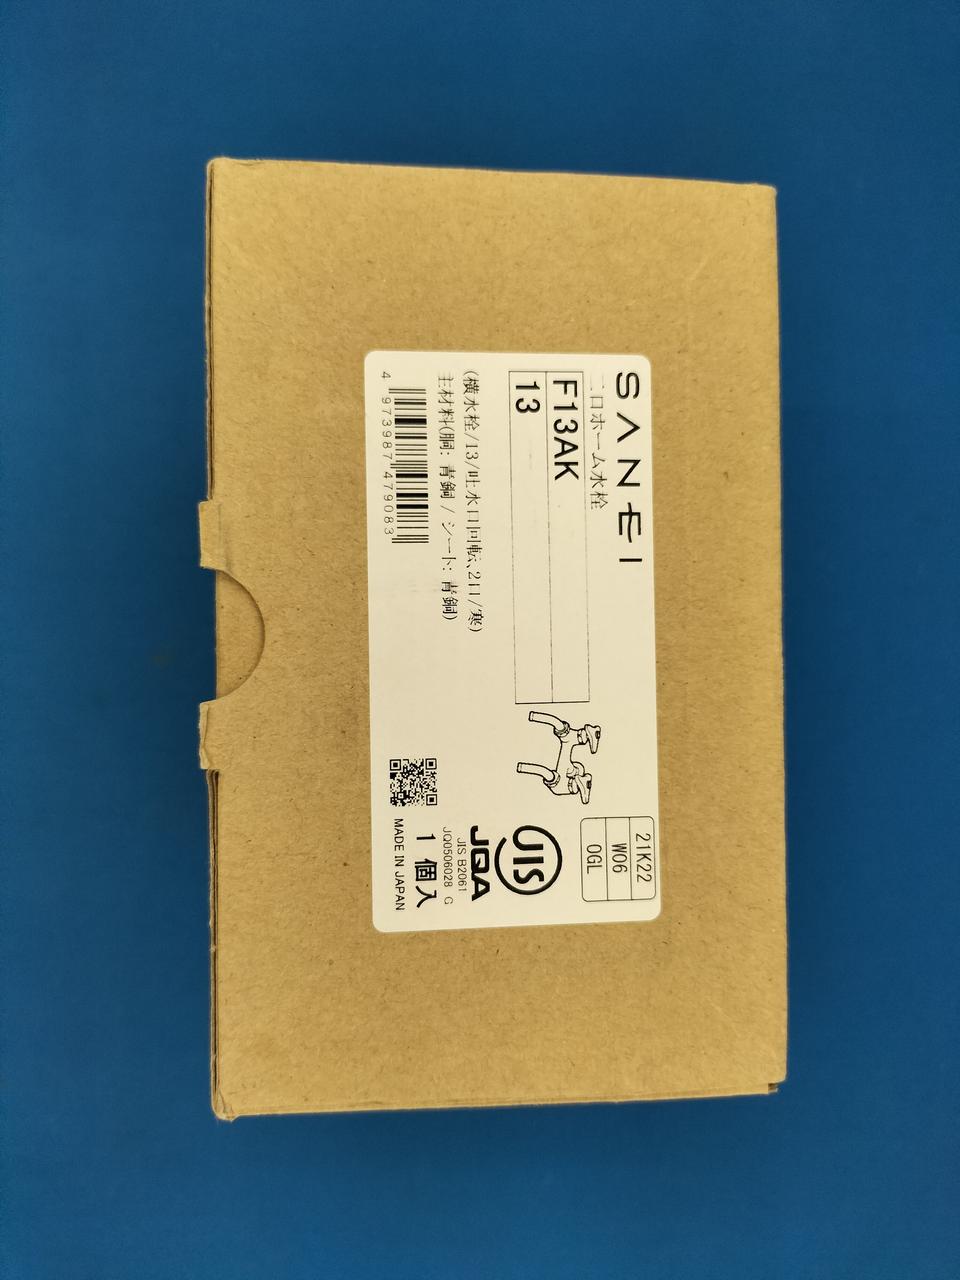 SANEI
二口ホーム水栓
F13AK
13
(横水栓/13/吐水口回転、2口/寒)
主材料(胴: 青銅 / シート: 青銅)
4 973987 479083
21K22
W06
OGL
JIS
JQA
JIS B2061
JQ0506028 G
1 個入
MADE IN JAPAN